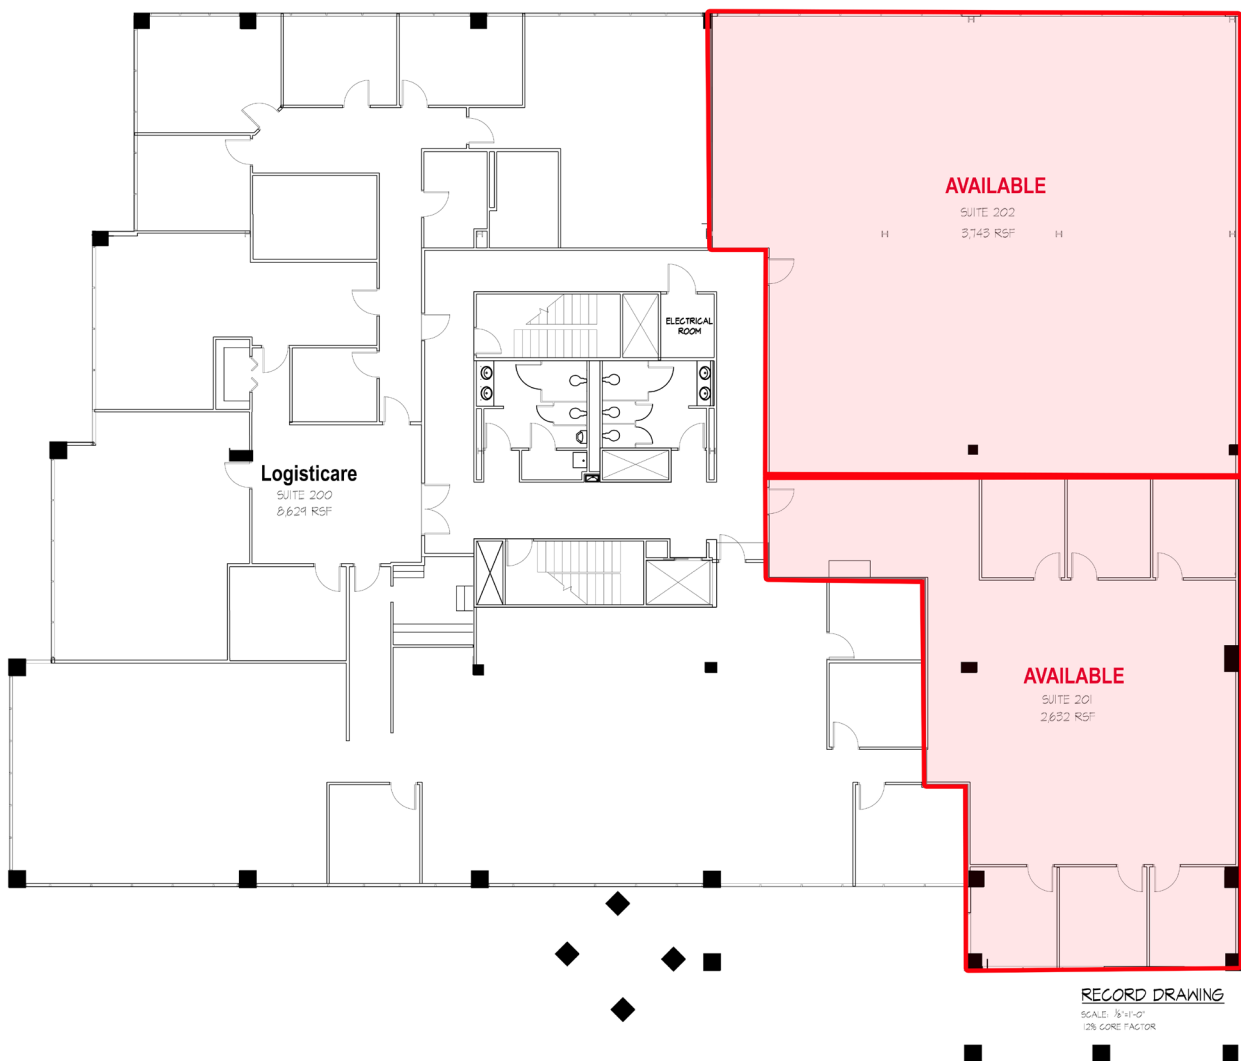 AVAILABLE
SUITE 202
3,743 RSF
ELECTRICAL
ROOM
Logisticare
SUITE 200
8,629 RSF
AVAILABLE
SUITE 201
2,632 RSF
RECORD DRAWING
SCALE: 1/8"=1'-0"
12% CORE FACTOR